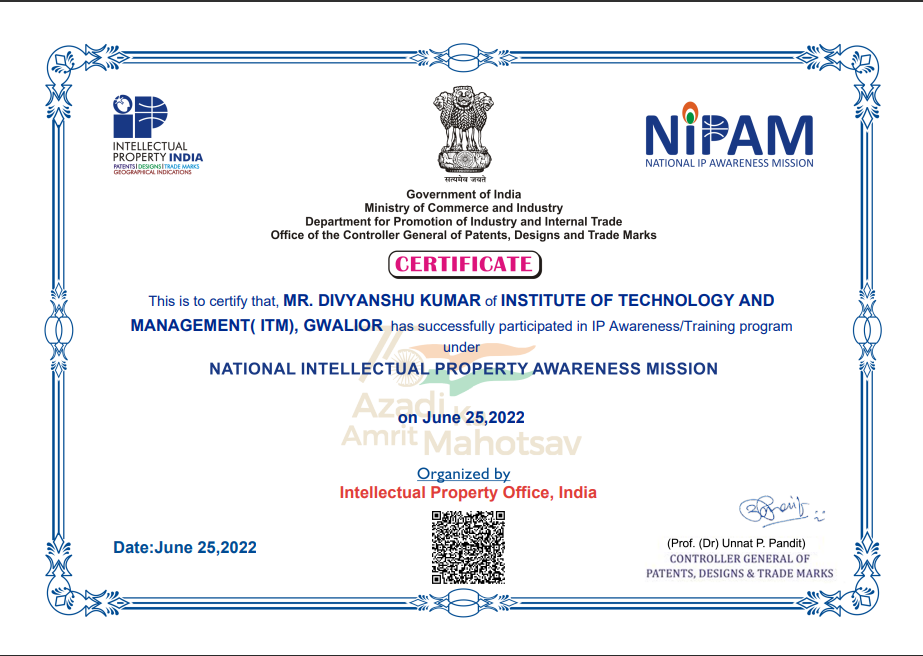 INTELLECTUAL
PROPERTY INDIA
PATENTS | DESIGNS | TRADE MARKS
GEOGRAPHICAL INDICATIONS
सत्यमेव जयते
NiPAM
NATIONAL IP AWARENESS MISSION
Government of India
Ministry of Commerce and Industry
Department for Promotion of Industry and Internal Trade
Office of the Controller General of Patents, Designs and Trade Marks
CERTIFICATE
This is to certify that, MR. DIVYANSHU KUMAR of INSTITUTE OF TECHNOLOGY AND
MANAGEMENT( ITM), GWALIOR has successfully participated in IP Awareness/Training program
under
NATIONAL INTELLECTUAL PROPERTY AWARENESS MISSION
Azadi Ka
on June 25,2022
Amrit Mahotsav
Organized by
Intellectual Property Office, India
Date:June 25,2022
(Prof. (Dr) Unnat P. Pandit)
CONTROLLER GENERAL OF
PATENTS, DESIGNS & TRADE MARKS